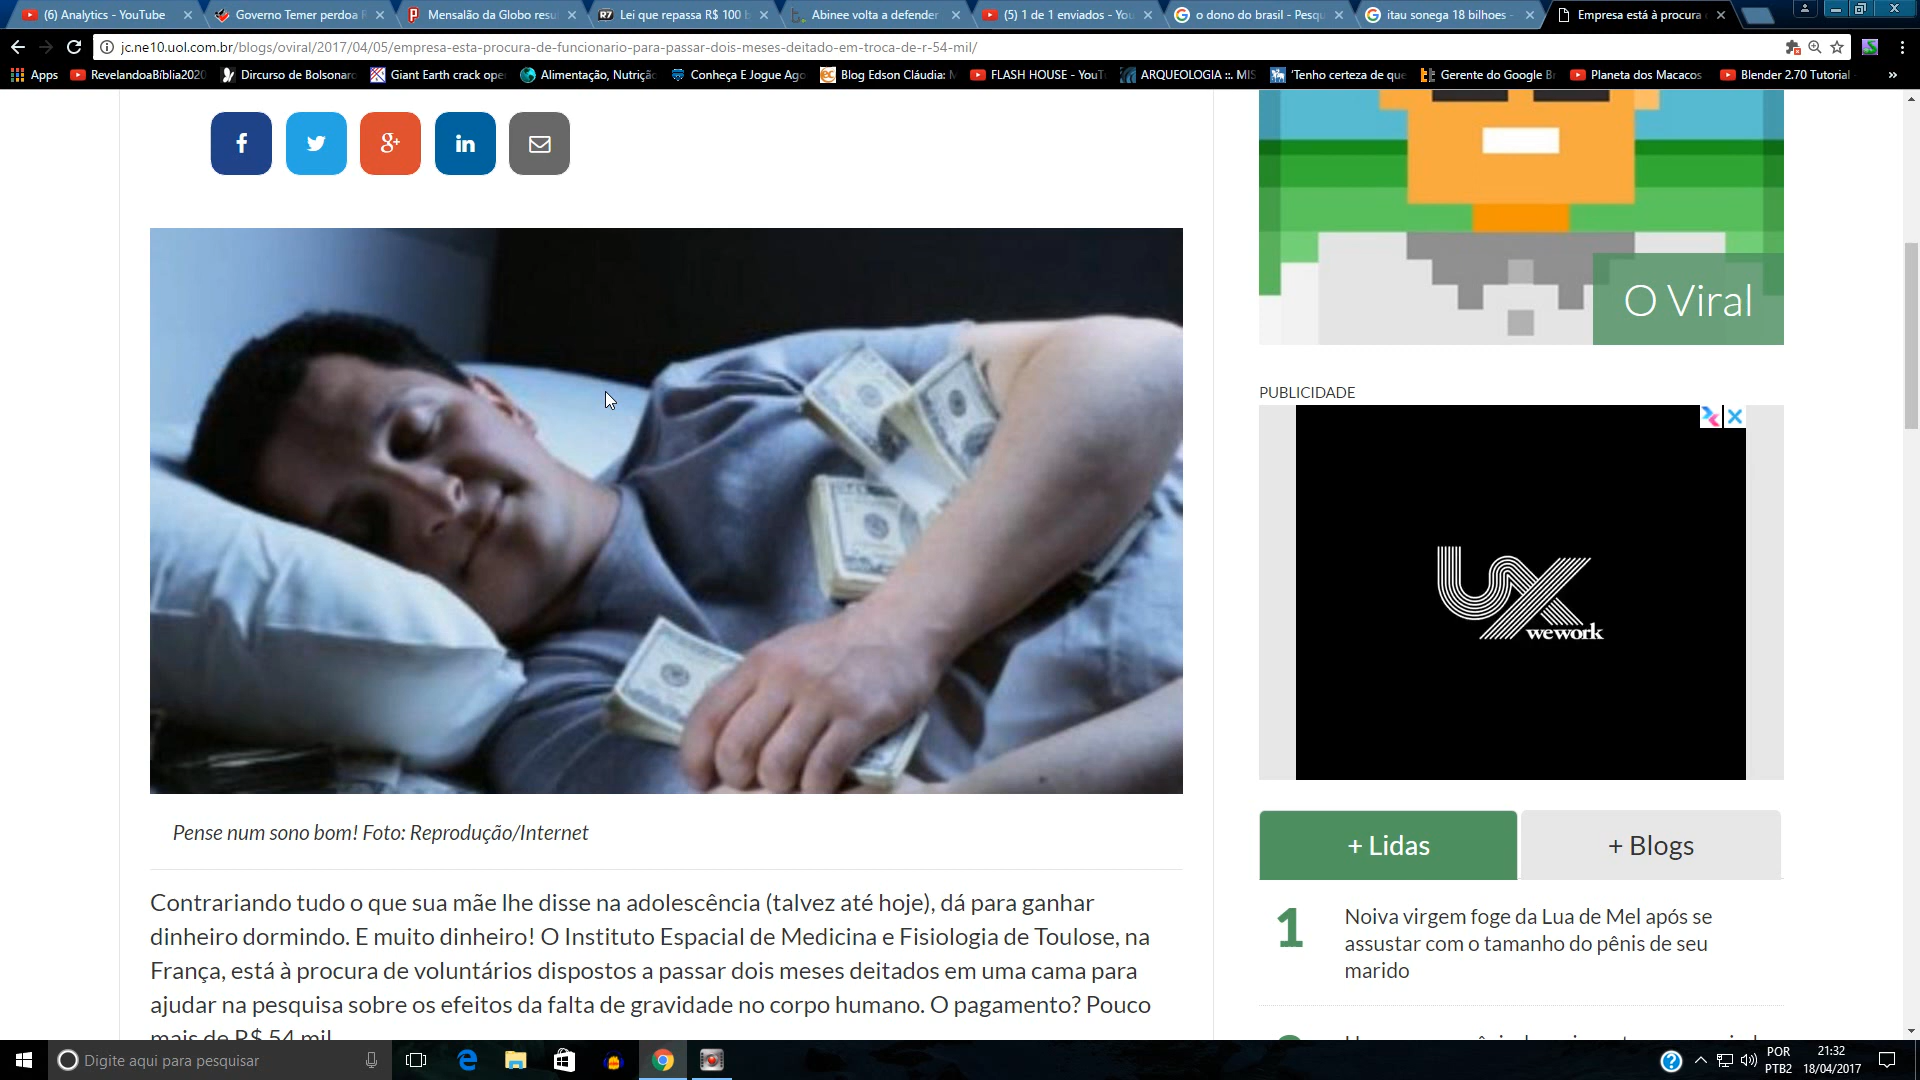 (6) Analytics - YouTube
Governo Temer perdoa
Mensalão da Globo
Lei que repassa R$ 100 b
Abinee volta a defender
(5) 1 de 1 enviados - You
o dono do brasil - Pesqu
itau sonega 18 bilhoes -
Empresa está à procura
jc.ne10.uol.com.br/blogs/oviral/2017/04/05/empresa-esta-procura-de-funcionario-para-passar-dois-meses-deitado-em-troca-de-r-54-mil/
Apps
RevelandoaBíblia2020
Dircurso de Bolsonaro
Giant Earth crack ope
Alimentação, Nutriçã
Conheça E Jogue Ago
Blog Edson Cláudia:
FLASH HOUSE - YouT
ARQUEOLOGIA ::. MIS
'Tenho certeza de que
Gerente do Google B
Planeta dos Macacos
Blender 2.70 Tutorial
O Viral
PUBLICIDADE
UX
wework
Pense num sono bom! Foto: Reprodução/Internet
Contrariando tudo o que sua mãe lhe disse na adolescência (talvez até hoje), dá para ganhar
dinheiro dormindo. E muito dinheiro! O Instituto Espacial de Medicina e Fisiologia de Toulose, na
França, está à procura de voluntários dispostos a passar dois meses deitados em uma cama para
ajudar na pesquisa sobre os efeitos da falta de gravidade no corpo humano. O pagamento? Pouco
mais de R$ 54 mil
+ Lidas
+ Blogs
1
Noiva virgem foge da Lua de Mel após se
assustar com o tamanho do pênis de seu
marido
Digite aqui para pesquisar
POR
PTB2
21:32
18/04/2017